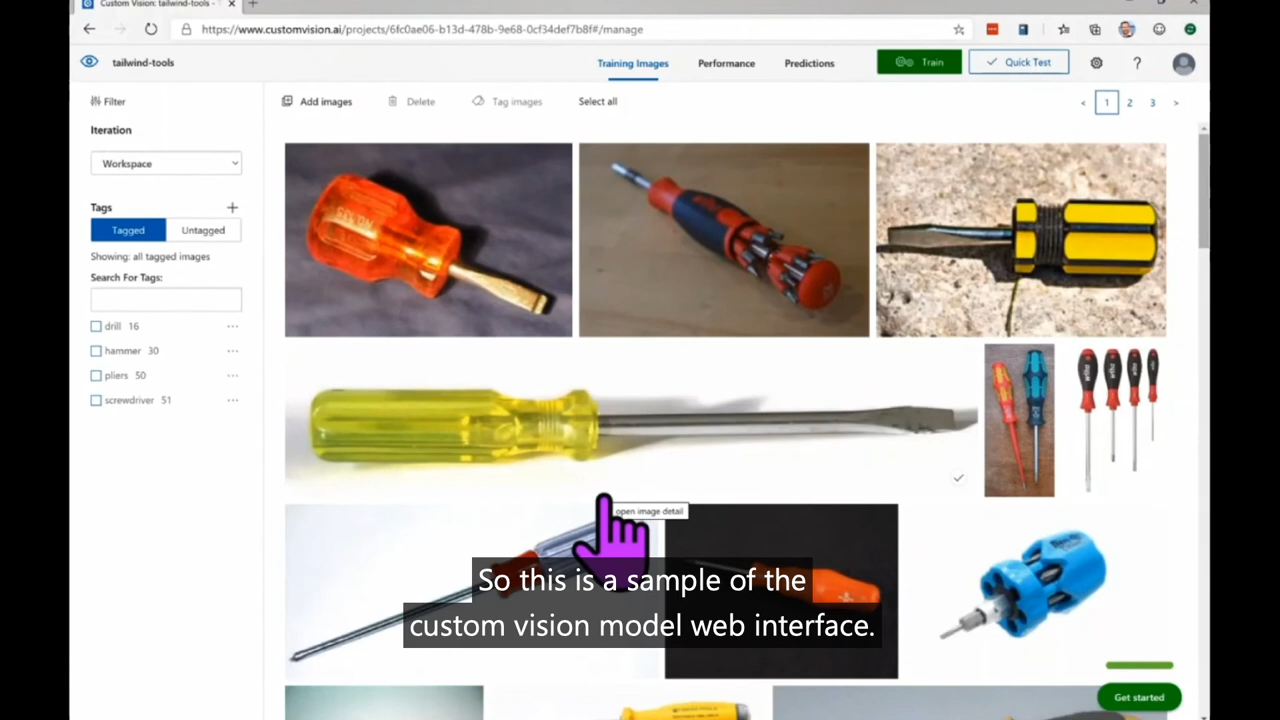 Custom Vision: tailwind-tools -
https://www.customvision.ai/projects/6fc0ae06-b13d-478b-9e68-0cf34def7b8f#/manage
tailwind-tools
Training Images
Performance
Predictions
Train
Quick Test
?
Filter
Add images
Delete
Tag images
Select all
< 1 2 3 >
Iteration
Workspace
Tags
Tagged
Untagged
Showing: all tagged images
Search For Tags:
drill 16
hammer 30
pliers 50
screwdriver 51
open image detail
So this is a sample of the
custom vision model web interface.
Get started